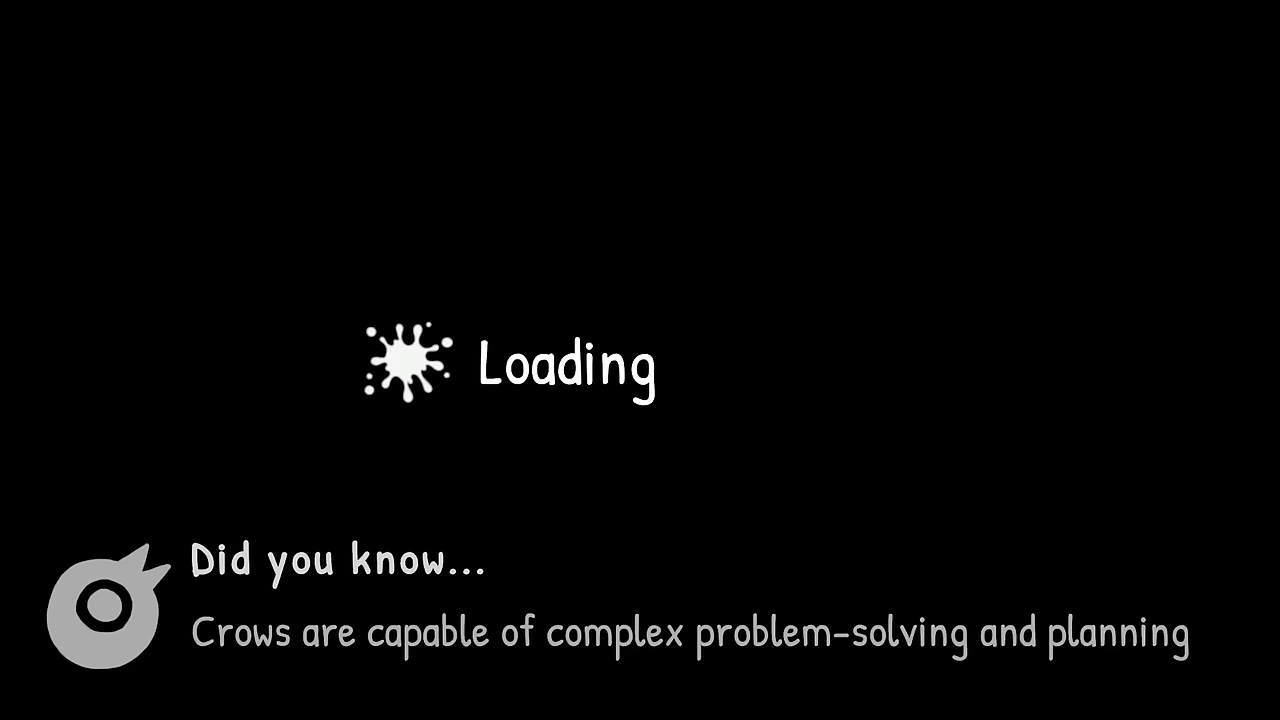 Loading
Did you know...
Crows are capable of complex problem-solving and planning